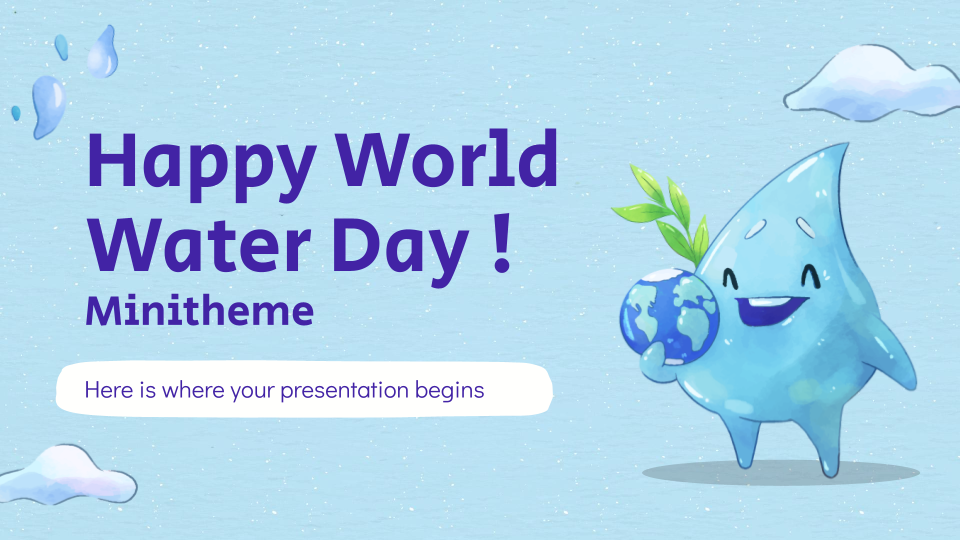 Happy World
Water Day !
Minitheme
Here is where your presentation begins